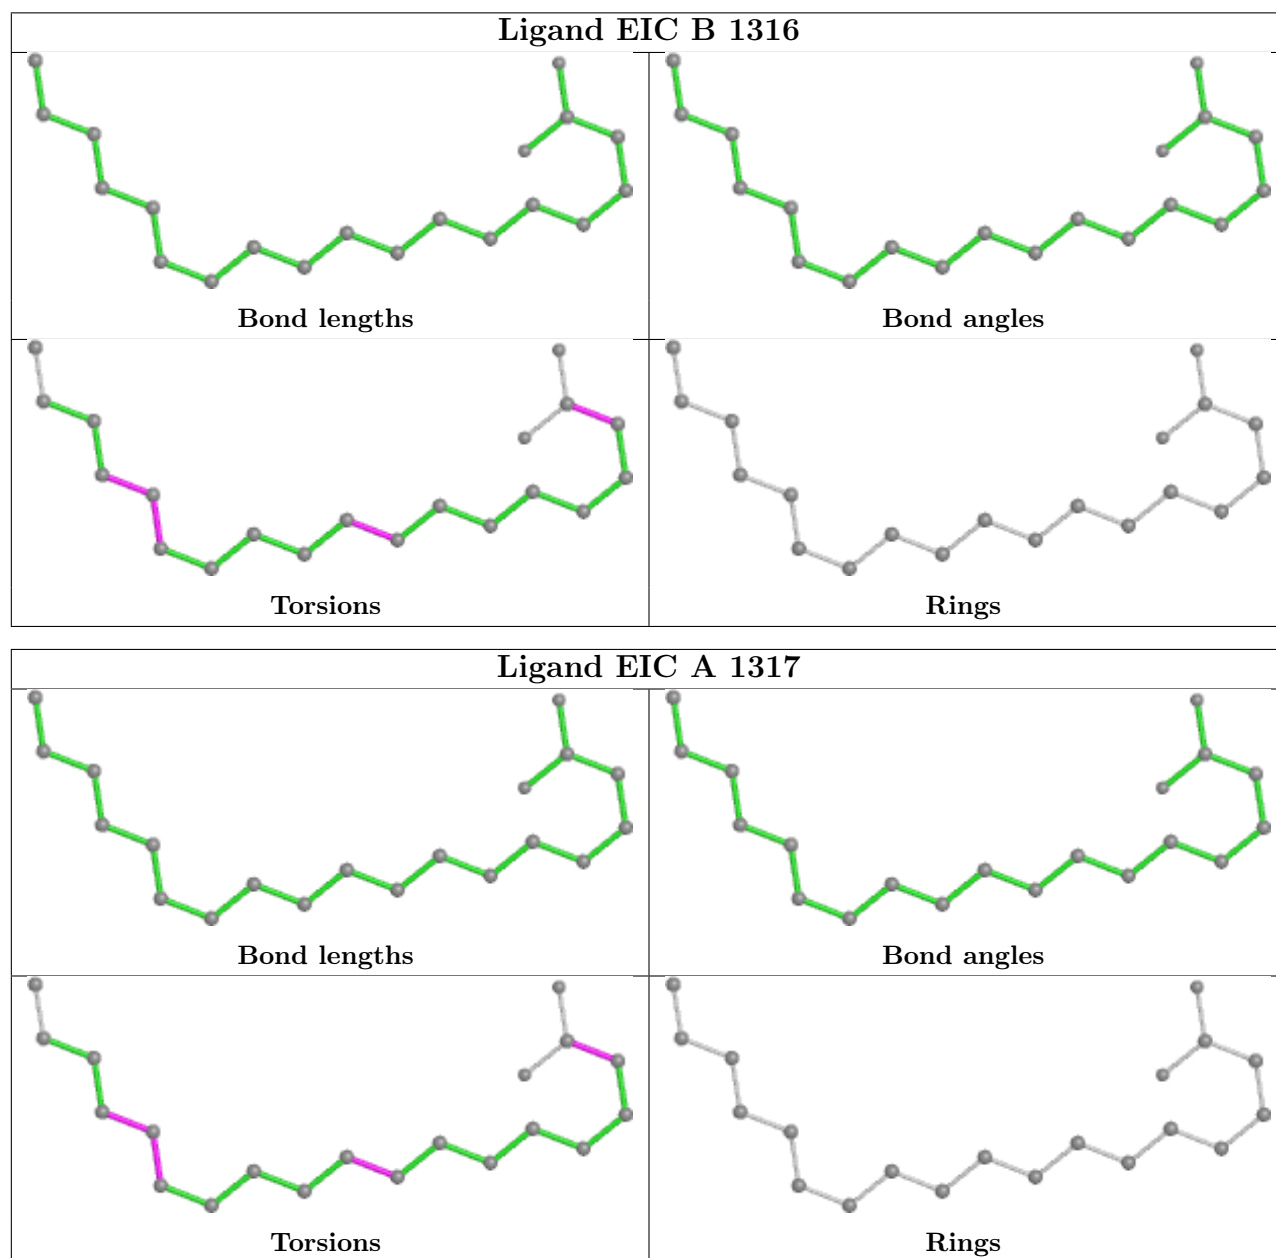 Ligand EIC B 1316
Bond lengths
Bond angles
Torsions
Rings
Ligand EIC A 1317
Bond lengths
Bond angles
Torsions
Rings